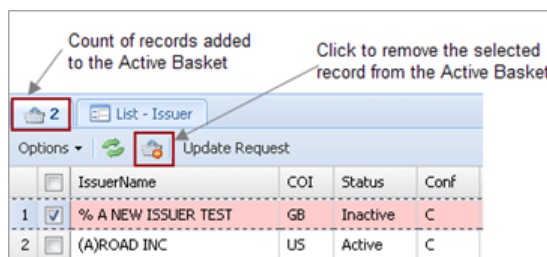 Count of records added
to the Active Basket
Click to remove the selected
record from the Active Basket
2 List - Issuer
Options Update Request
IssuerName COI Status Conf
1 % A NEW ISSUER TEST GB Inactive C
2 (A)ROAD INC US Active C